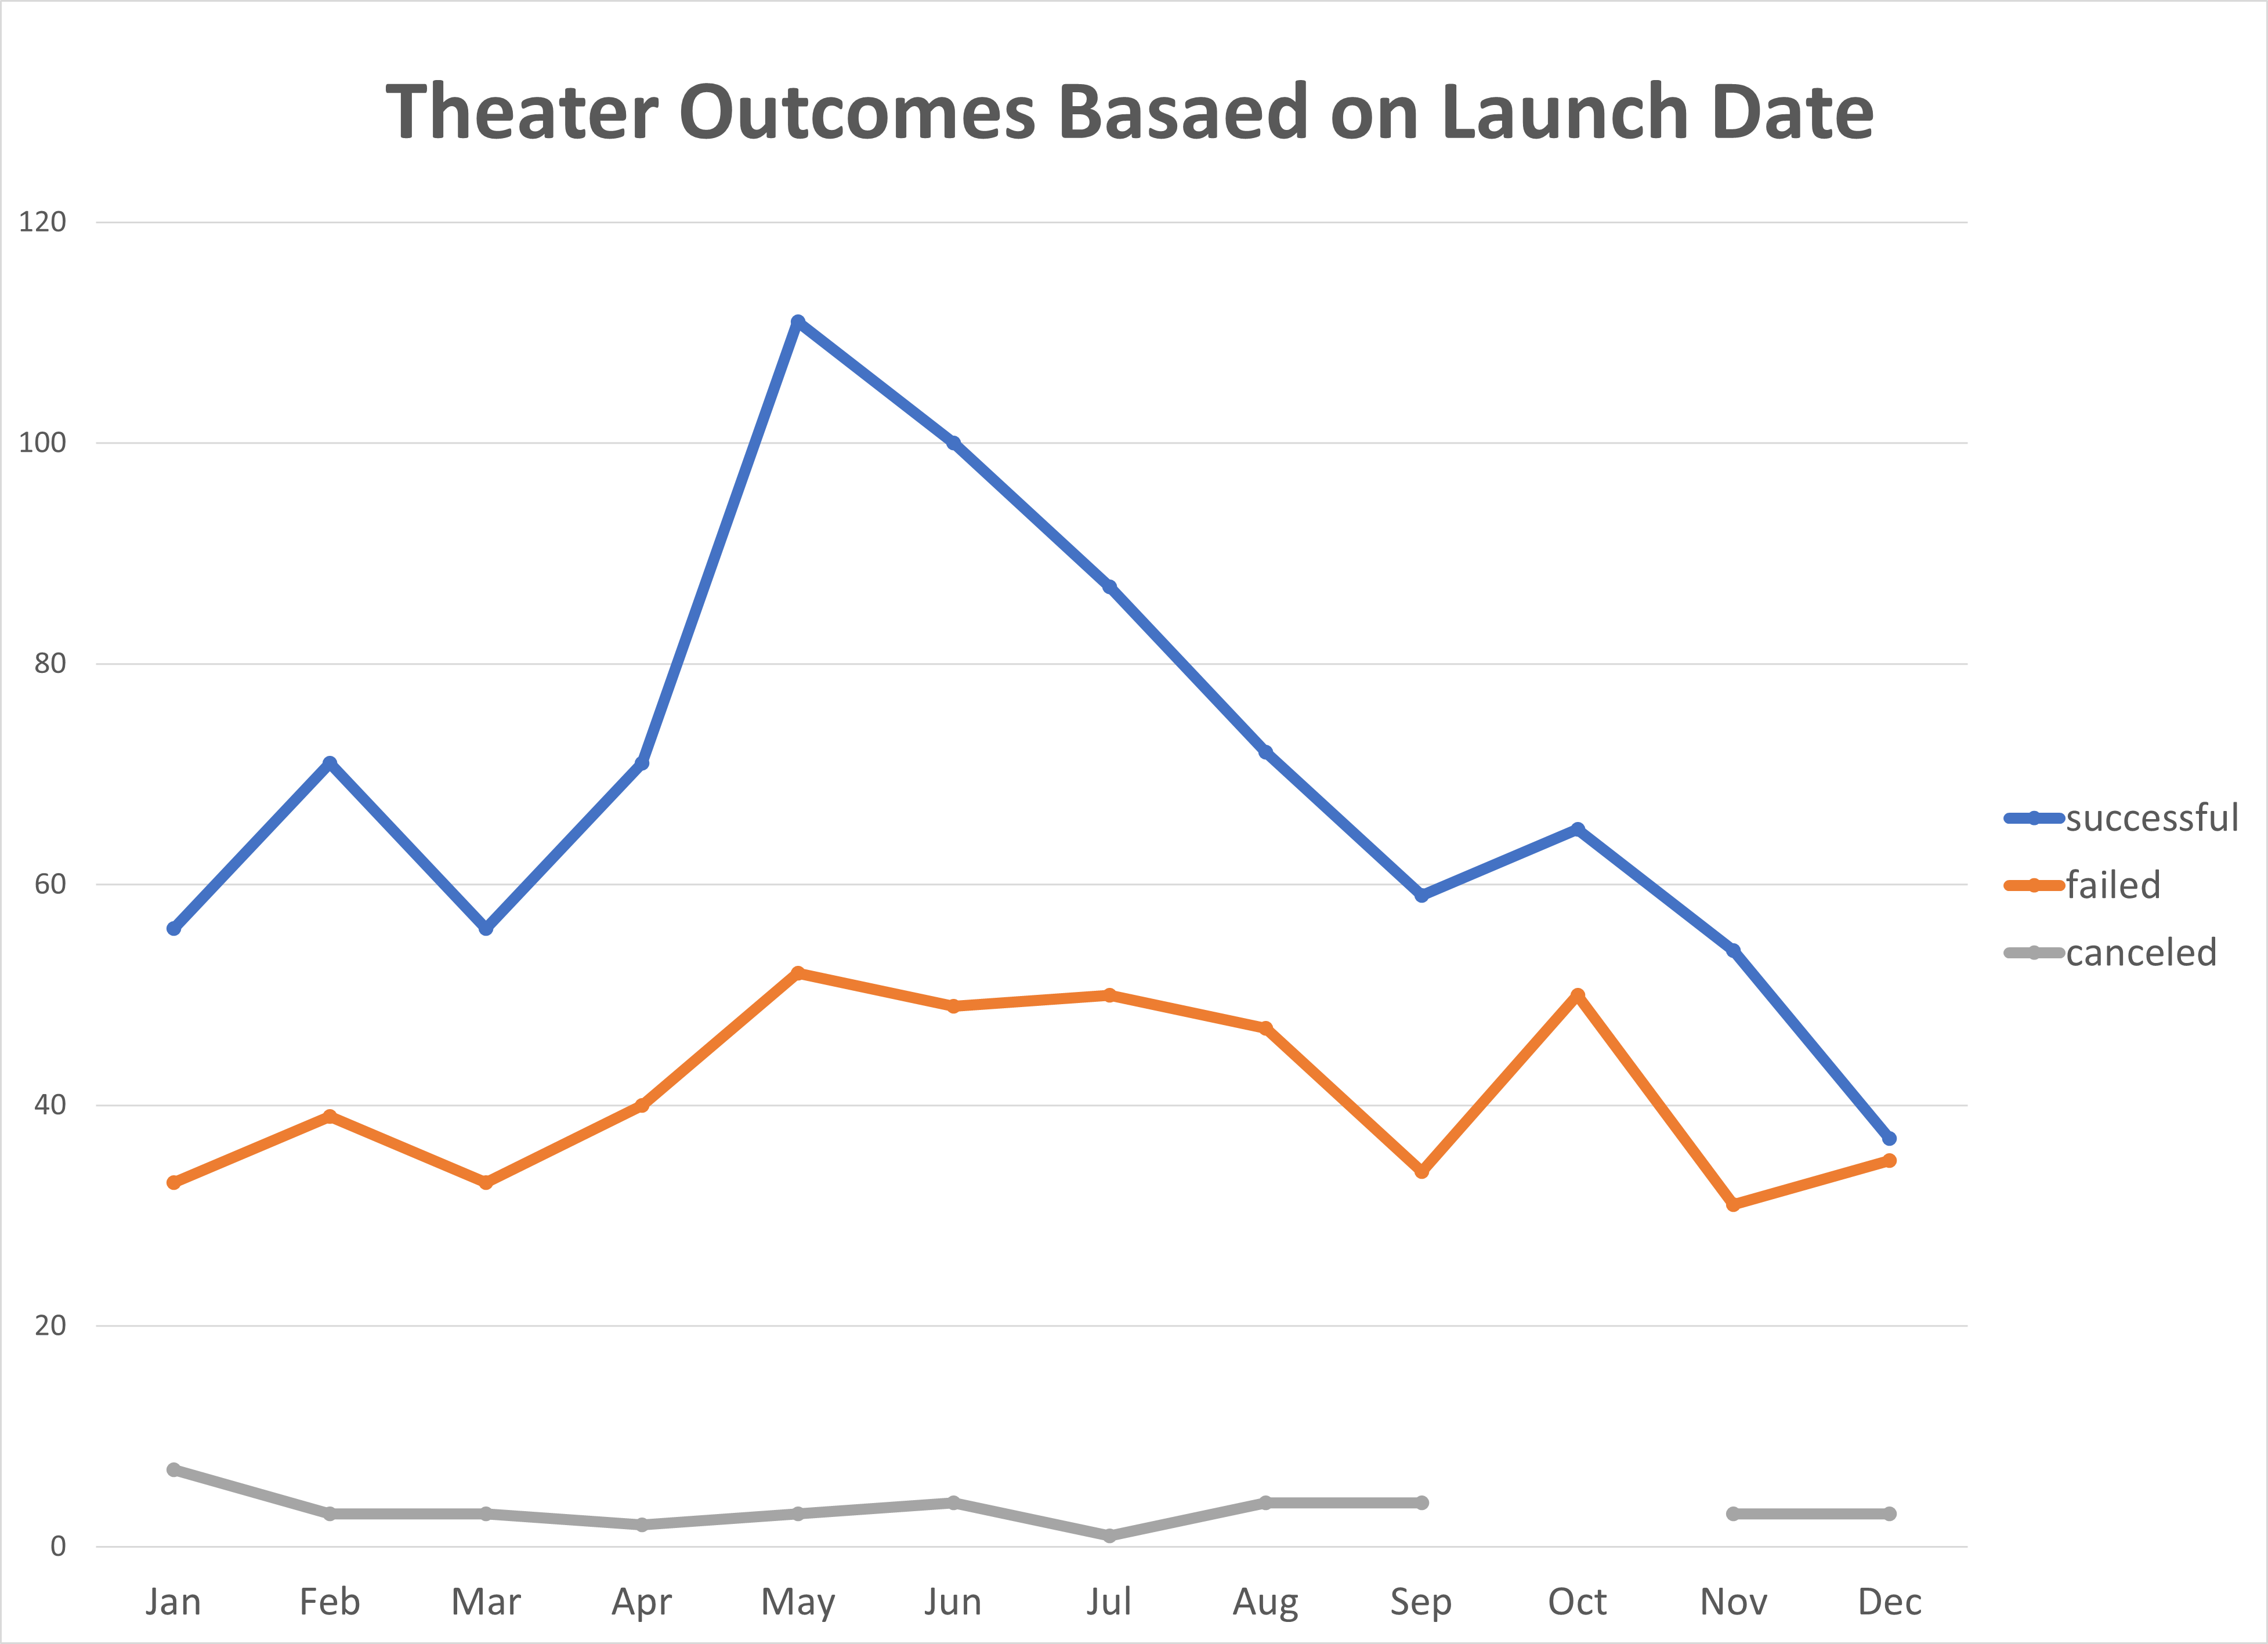 Theater Outcomes Basaed on Launch Date
120
100
80
60
40
20
0
Jan Feb Mar Apr May Jun Jul Aug Sep Oct Nov Dec
successful
failed
canceled